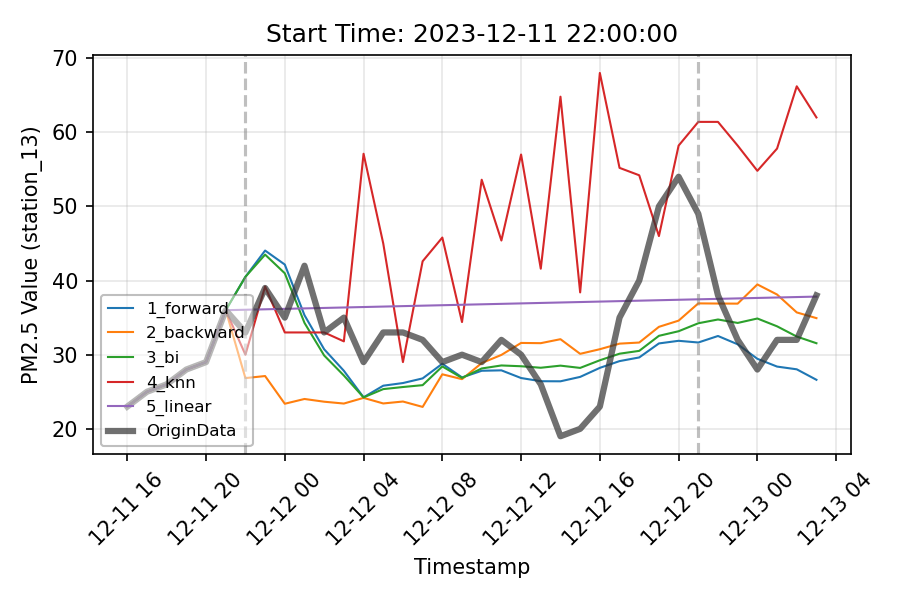 Start Time: 2023-12-11 22:00:00
PM2.5 Value (station_13)
70
60
50
40
30
20
1_forward
2_backward
3_bi
4_knn
5_linear
OriginData
12-11 16
12-11 20
12-12 00
12-12 04
12-12 08
12-12 12
12-12 16
12-12 20
12-13 00
12-13 04
Timestamp